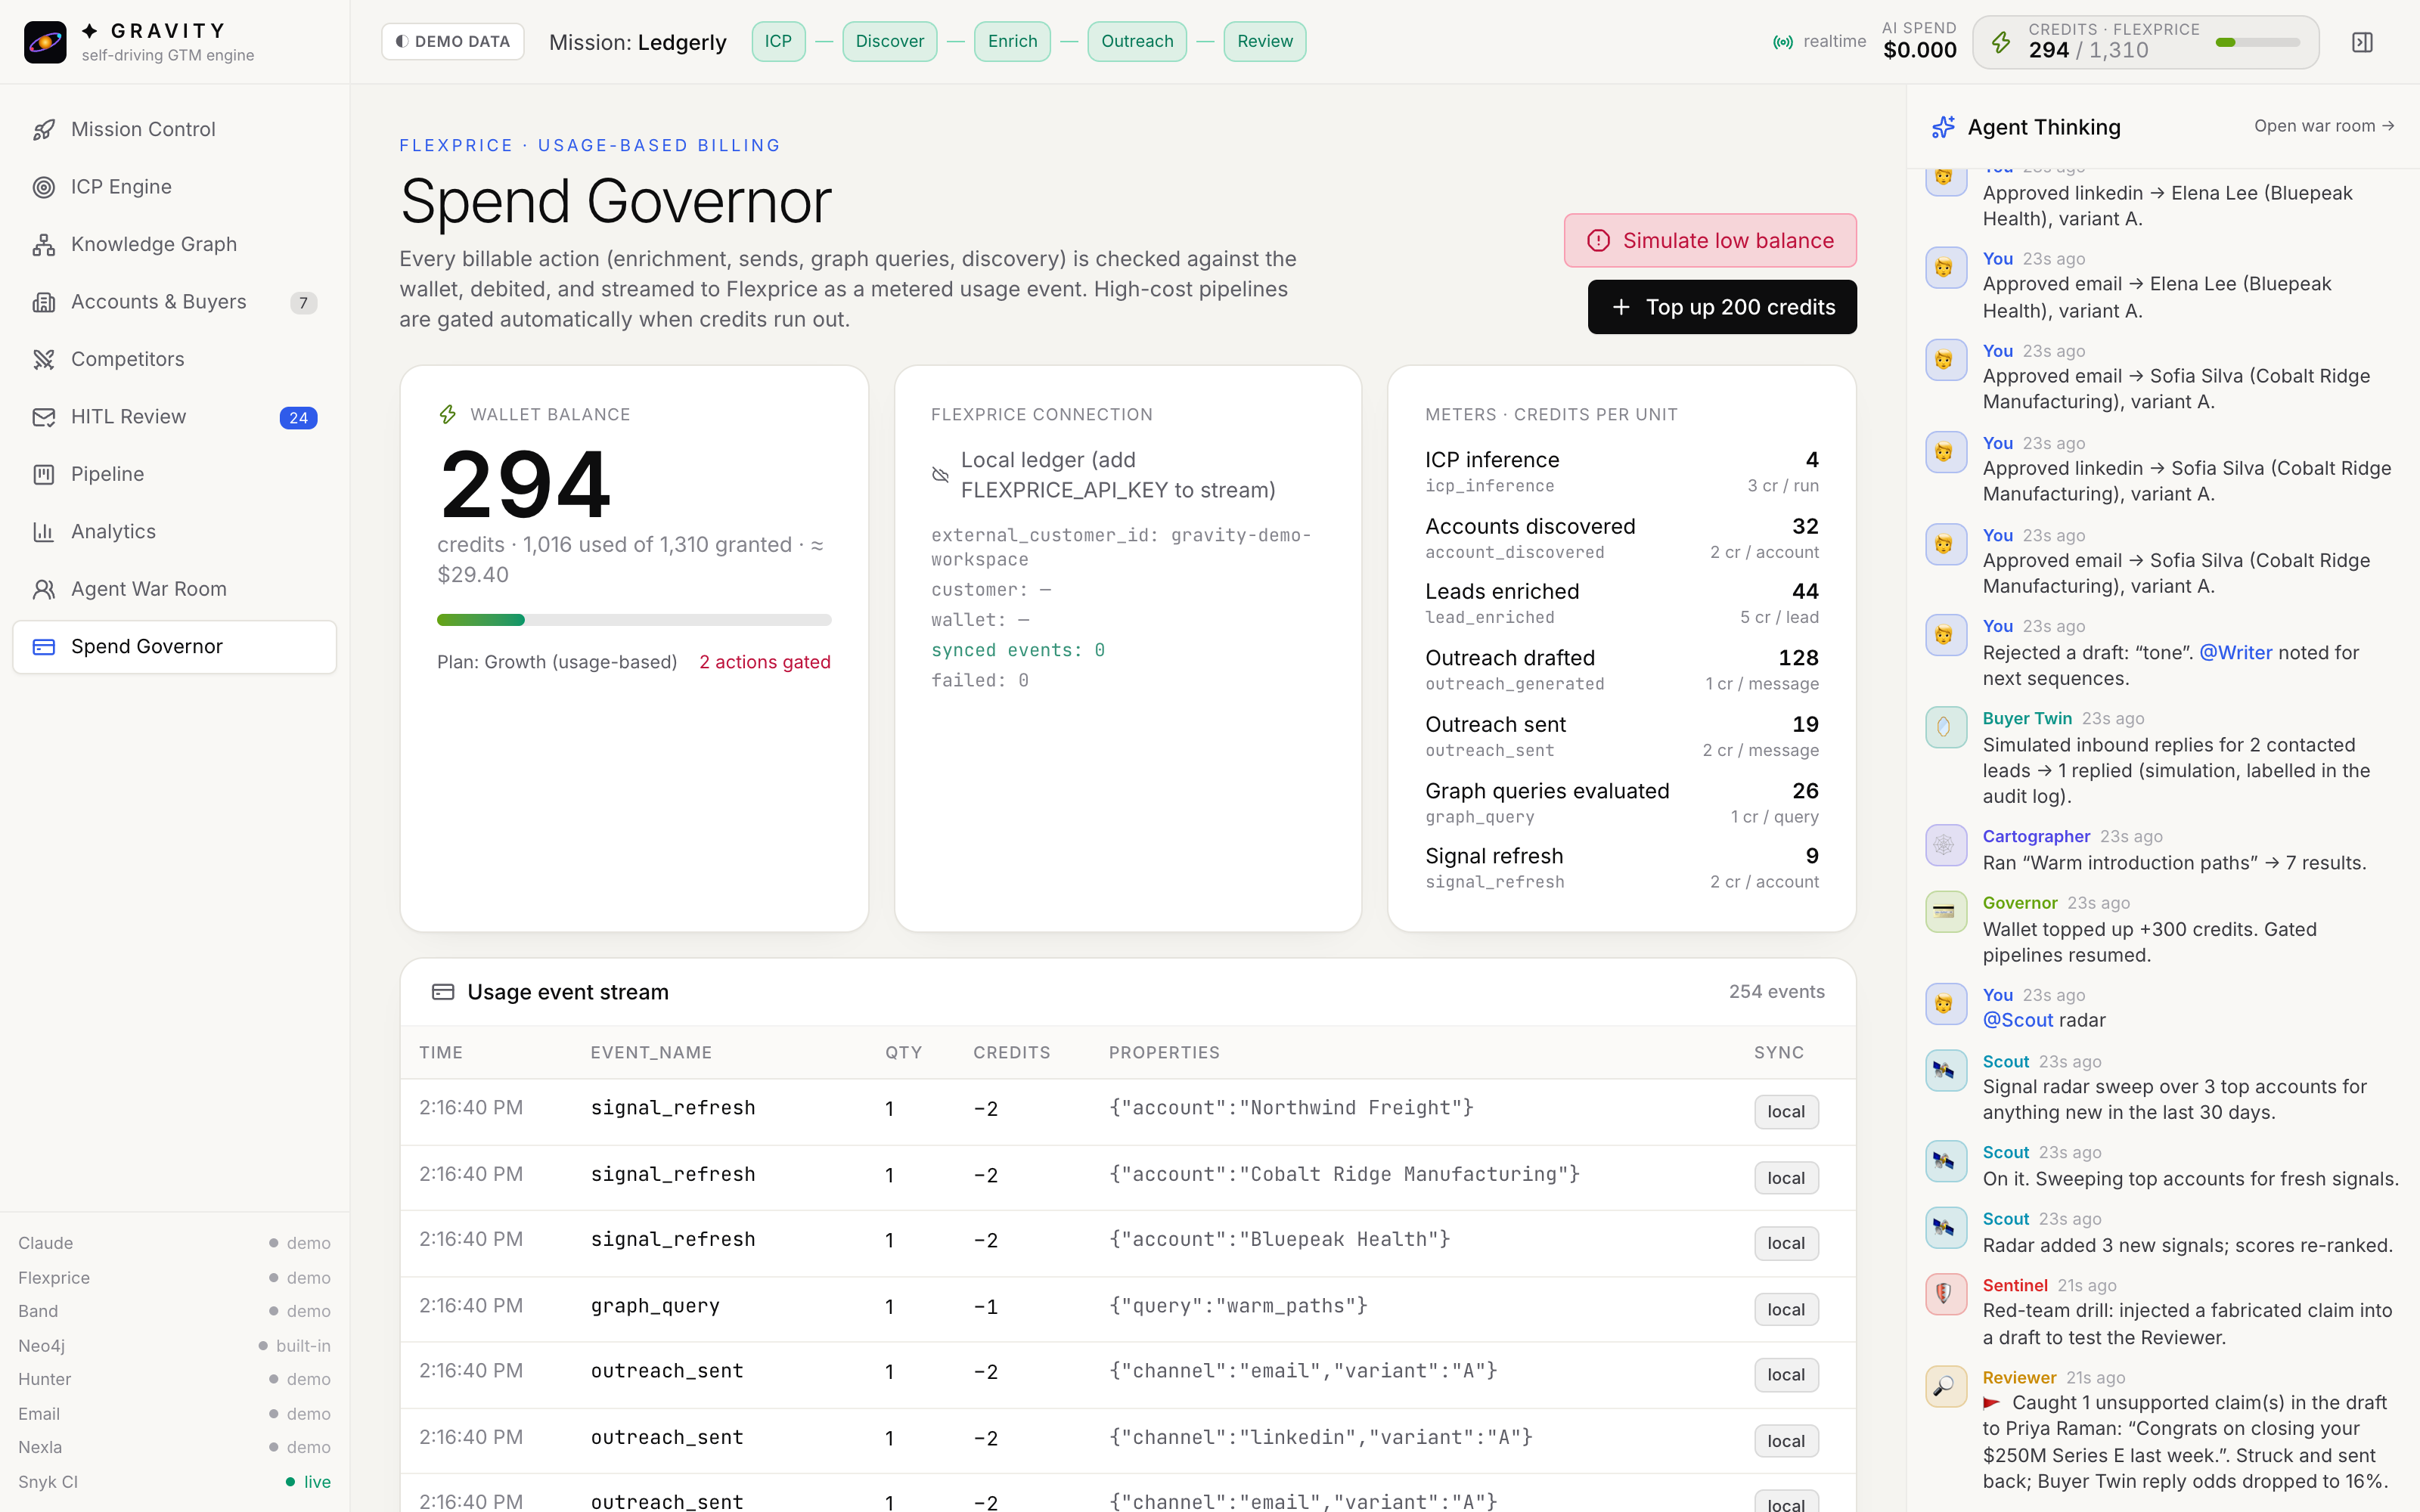 ✦ GRAVITY
self-driving GTM engine
DEMO DATA
Mission: Ledgerly
ICP — Discover — Enrich — Outreach — Review
realtime
AI SPEND
$0.000
CREDITS · FLEXPRICE
294 / 1,310
Mission Control
ICP Engine
Knowledge Graph
Accounts & Buyers 7
Competitors
HITL Review 24
Pipeline
Analytics
Agent War Room
Spend Governor
Claude demo
Flexprice demo
Band demo
Neo4j built-in
Hunter demo
Email demo
Nexla demo
Snyk CI live
FLEXPRICE · USAGE-BASED BILLING
Spend Governor
Every billable action (enrichment, sends, graph queries, discovery) is checked against the
wallet, debited, and streamed to Flexprice as a metered usage event. High-cost pipelines
are gated automatically when credits run out.
Simulate low balance
+ Top up 200 credits
WALLET BALANCE
294
credits · 1,016 used of 1,310 granted · ≈
$29.40
Plan: Growth (usage-based) 2 actions gated
FLEXPRICE CONNECTION
Local ledger (add
FLEXPRICE_API_KEY to stream)
external_customer_id: gravity-demo-
workspace
customer: —
wallet: —
synced events: 0
failed: 0
METERS · CREDITS PER UNIT
ICP inference 4
icp_inference 3 cr / run
Accounts discovered 32
account_discovered 2 cr / account
Leads enriched 44
lead_enriched 5 cr / lead
Outreach drafted 128
outreach_generated 1 cr / message
Outreach sent 19
outreach_sent 2 cr / message
Graph queries evaluated 26
graph_query 1 cr / query
Signal refresh 9
signal_refresh 2 cr / account
Usage event stream 254 events
TIME EVENT_NAME QTY CREDITS PROPERTIES SYNC
2:16:40 PM signal_refresh 1 −2 {"account":"Northwind Freight"} local
2:16:40 PM signal_refresh 1 −2 {"account":"Cobalt Ridge Manufacturing"} local
2:16:40 PM signal_refresh 1 −2 {"account":"Bluepeak Health"} local
2:16:40 PM graph_query 1 −1 {"query":"warm_paths"} local
2:16:40 PM outreach_sent 1 −2 {"channel":"email","variant":"A"} local
2:16:40 PM outreach_sent 1 −2 {"channel":"linkedin","variant":"A"} local
2:16:40 PM outreach_sent 1 −2 {"channel":"email","variant":"A"} local
Agent Thinking
Open war room →
You 23s ago
Approved linkedin → Elena Lee (Bluepeak
Health), variant A.
You 23s ago
Approved email → Elena Lee (Bluepeak
Health), variant A.
You 23s ago
Approved email → Sofia Silva (Cobalt Ridge
Manufacturing), variant A.
You 23s ago
Approved linkedin → Sofia Silva (Cobalt Ridge
Manufacturing), variant A.
You 23s ago
Approved email → Sofia Silva (Cobalt Ridge
Manufacturing), variant A.
You 23s ago
Rejected a draft: “tone”. @Writer noted for
next sequences.
Buyer Twin 23s ago
Simulated inbound replies for 2 contacted
leads → 1 replied (simulation, labelled in the
audit log).
Cartographer 23s ago
Ran “Warm introduction paths” → 7 results.
Governor 23s ago
Wallet topped up +300 credits. Gated
pipelines resumed.
You 23s ago
@Scout radar
Scout 23s ago
Signal radar sweep over 3 top accounts for
anything new in the last 30 days.
Scout 23s ago
On it. Sweeping top accounts for fresh signals.
Scout 23s ago
Radar added 3 new signals; scores re-ranked.
Sentinel 21s ago
Red-team drill: injected a fabricated claim into
a draft to test the Reviewer.
Reviewer 21s ago
Caught 1 unsupported claim(s) in the draft
to Priya Raman: “Congrats on closing your
$250M Series E last week.”. Struck and sent
back; Buyer Twin reply odds dropped to 16%.